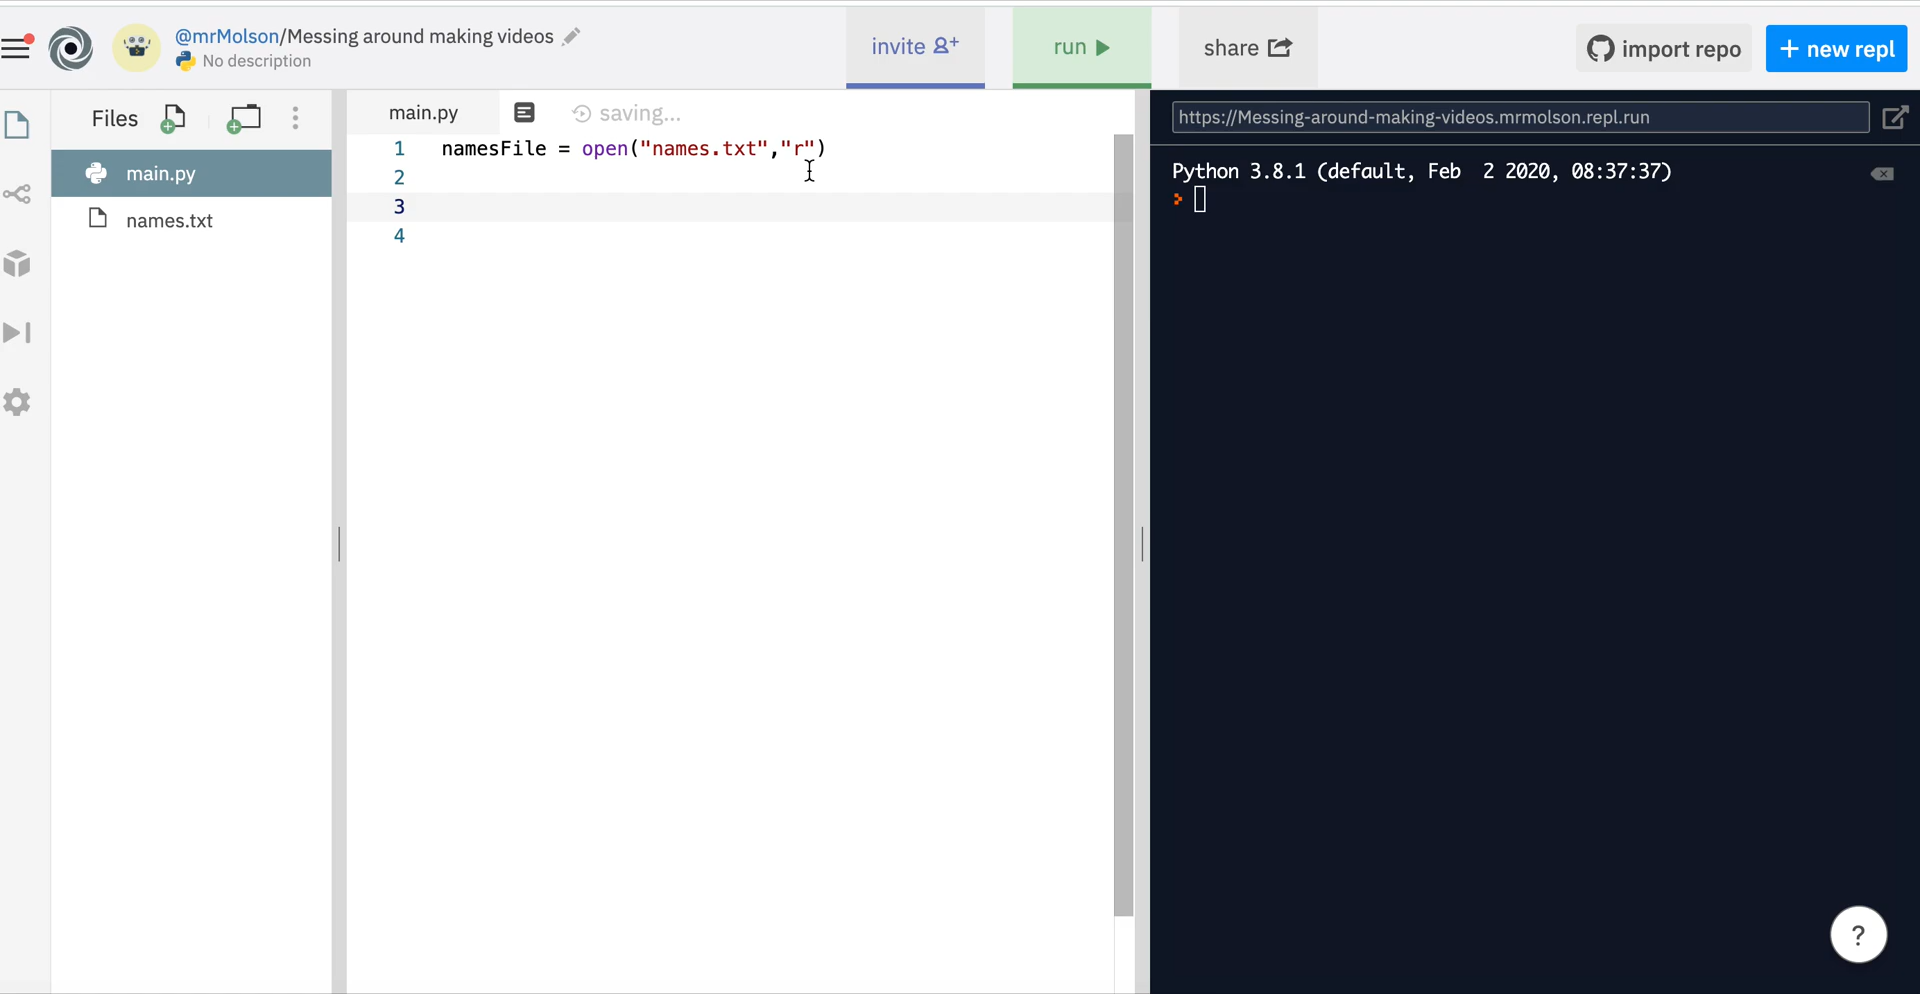 @mrMolson/Messing around making videos
No description
invite
run
share
import repo
+ new repl
Files
main.py
names.txt
main.py
saving...
1 namesFile = open("names.txt","r")
2
3
4
https://Messing-around-making-videos.mrmolson.repl.run
Python 3.8.1 (default, Feb  2 2020, 08:37:37)
>
?